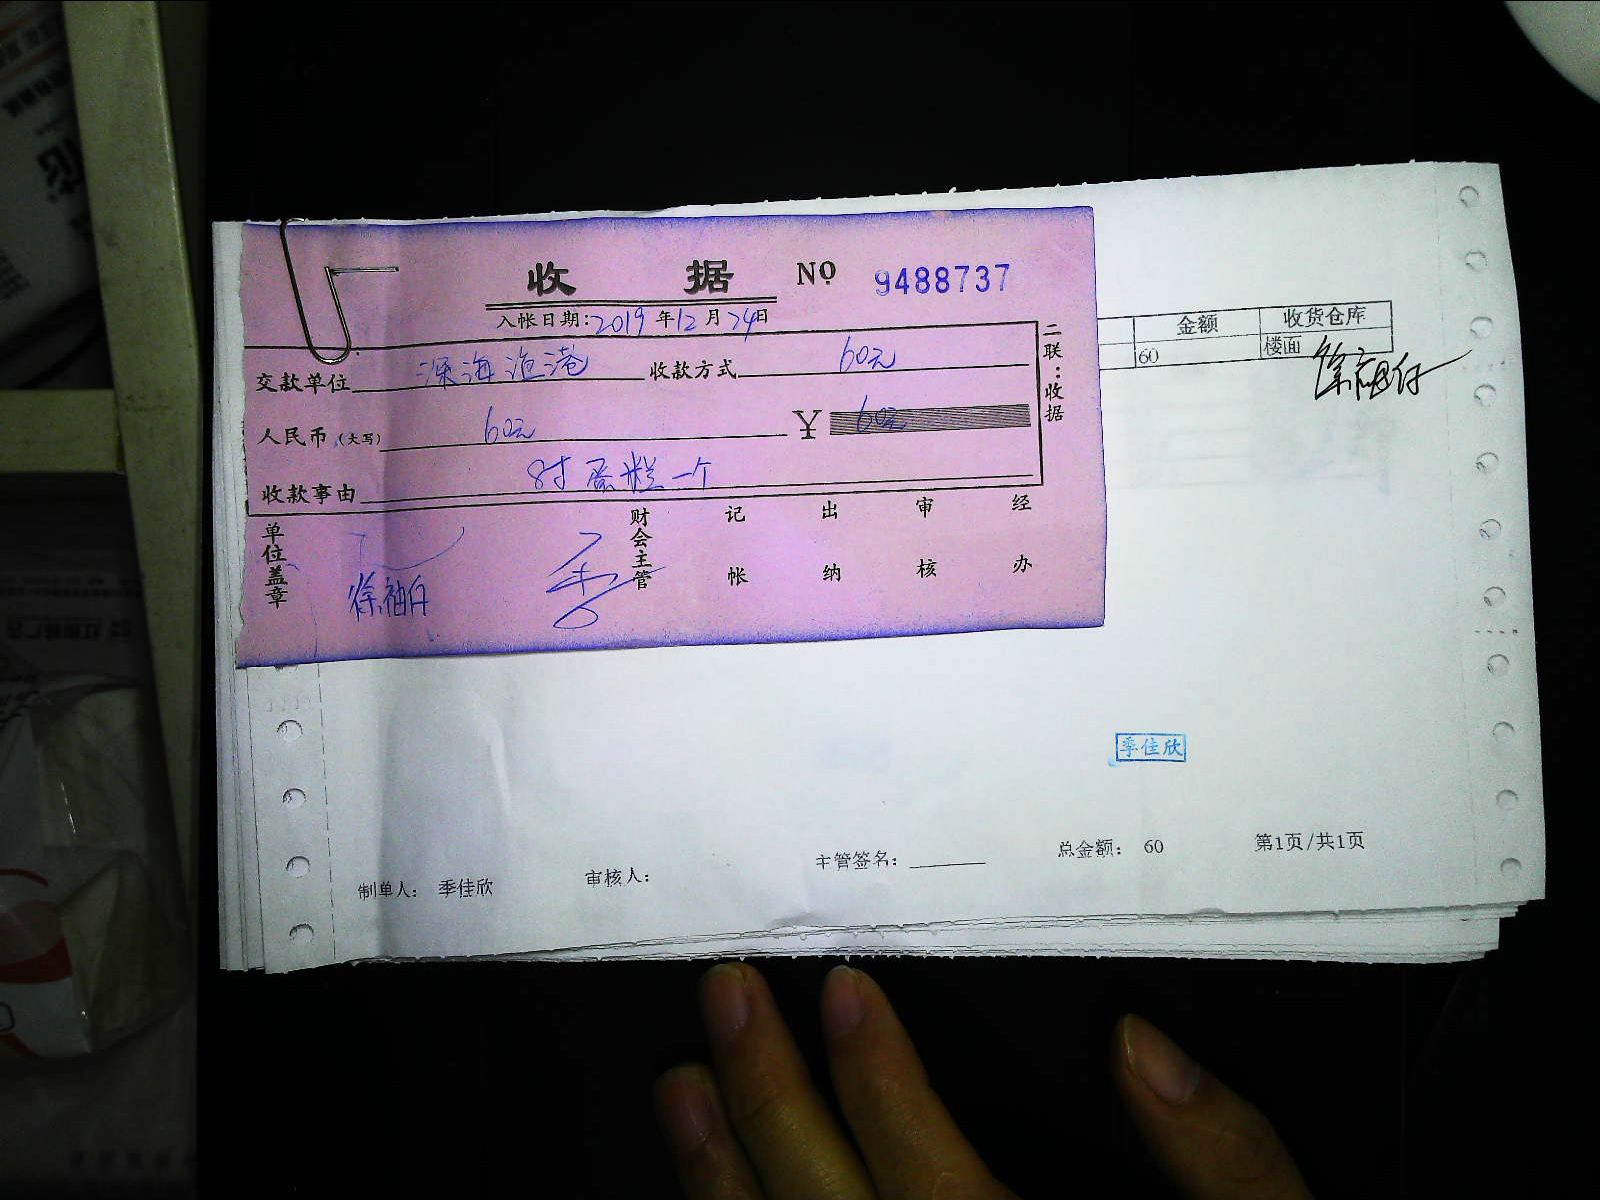 收 据 Nº 9488737
入帐日期:2019年12月24日
交款单位 深海渔港 收款方式 60元
人民币(大写) 60元 ¥ 60元
收款事由 8寸蛋糕一个
二联:收据
单位盖章
财会主管 记帐 出纳 审核 经办
金额 收货仓库
60 楼面
季佳欣
制单人: 季佳欣 审核人: 主管签名: 总金额: 60 第1页/共1页